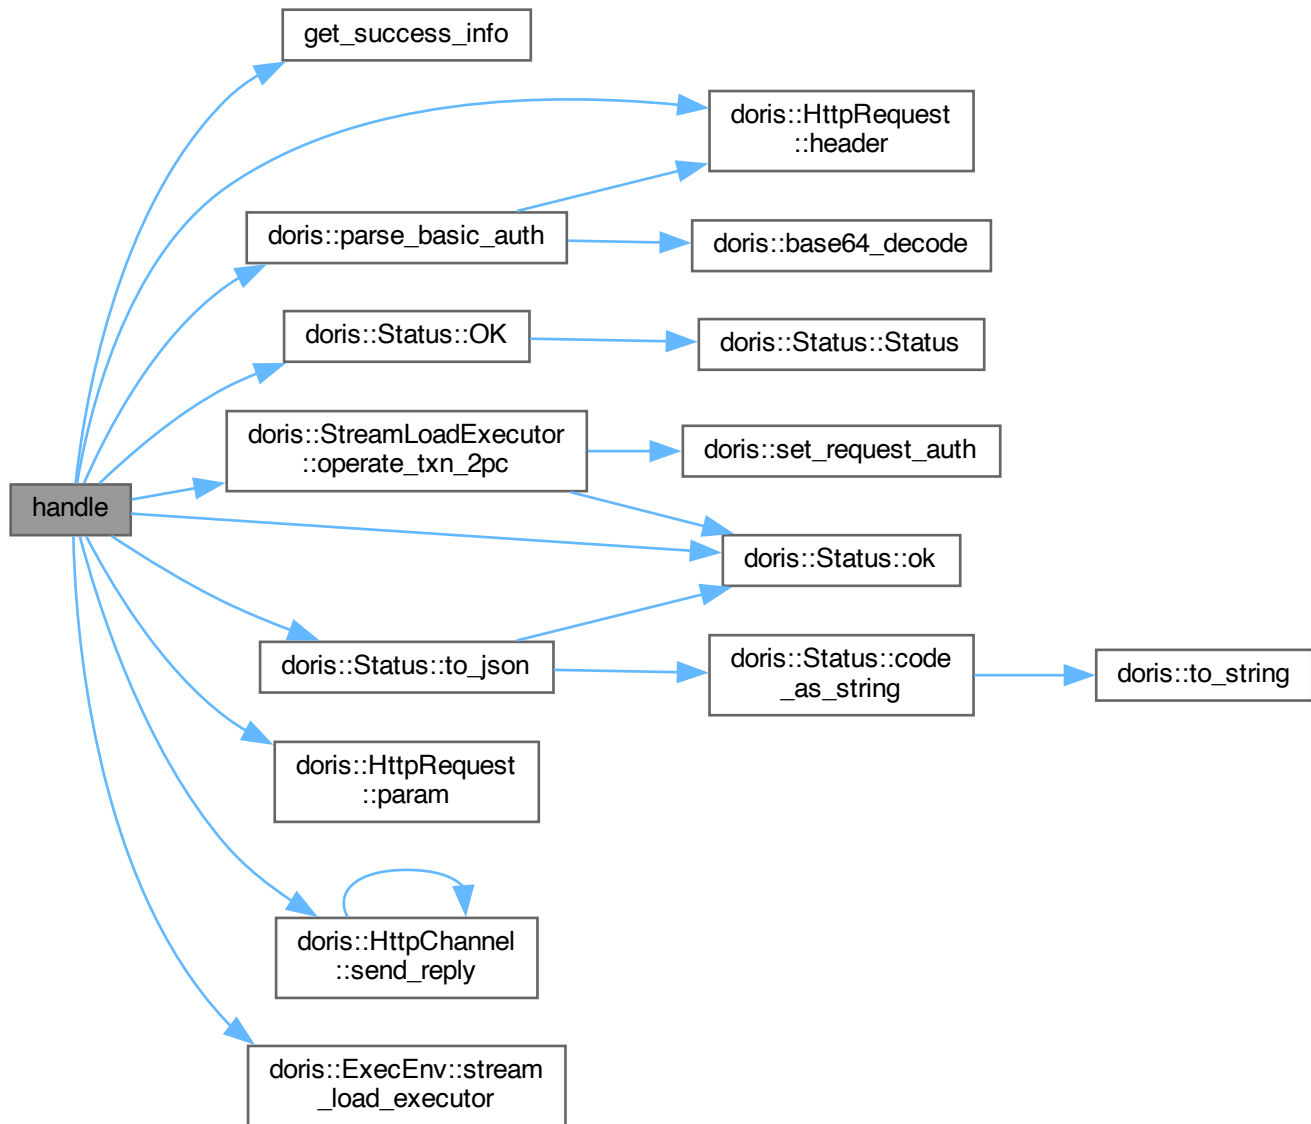 get_success_info
doris::HttpRequest
::header
doris::parse_basic_auth
doris::base64_decode
doris::Status::OK
doris::Status::Status
doris::StreamLoadExecutor
::operate_txn_2pc
doris::set_request_auth
handle
doris::Status::ok
doris::Status::to_json
doris::Status::code
_as_string
doris::to_string
doris::HttpRequest
::param
doris::HttpChannel
::send_reply
doris::ExecEnv::stream
_load_executor